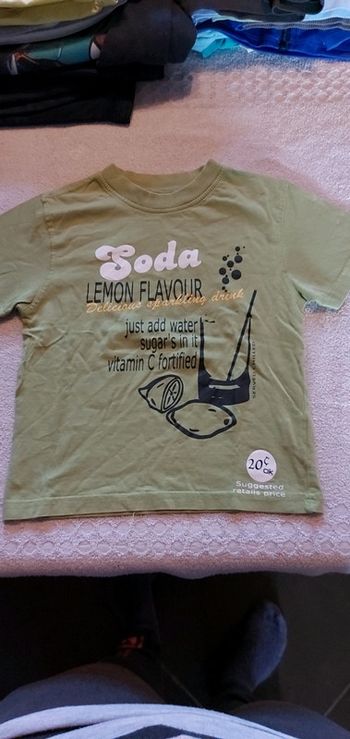 Soda
LEMON FLAVOUR
Delicious sparkling drink
just add water
sugar's in it
vitamin C fortified
20¢
Suggested
retails price